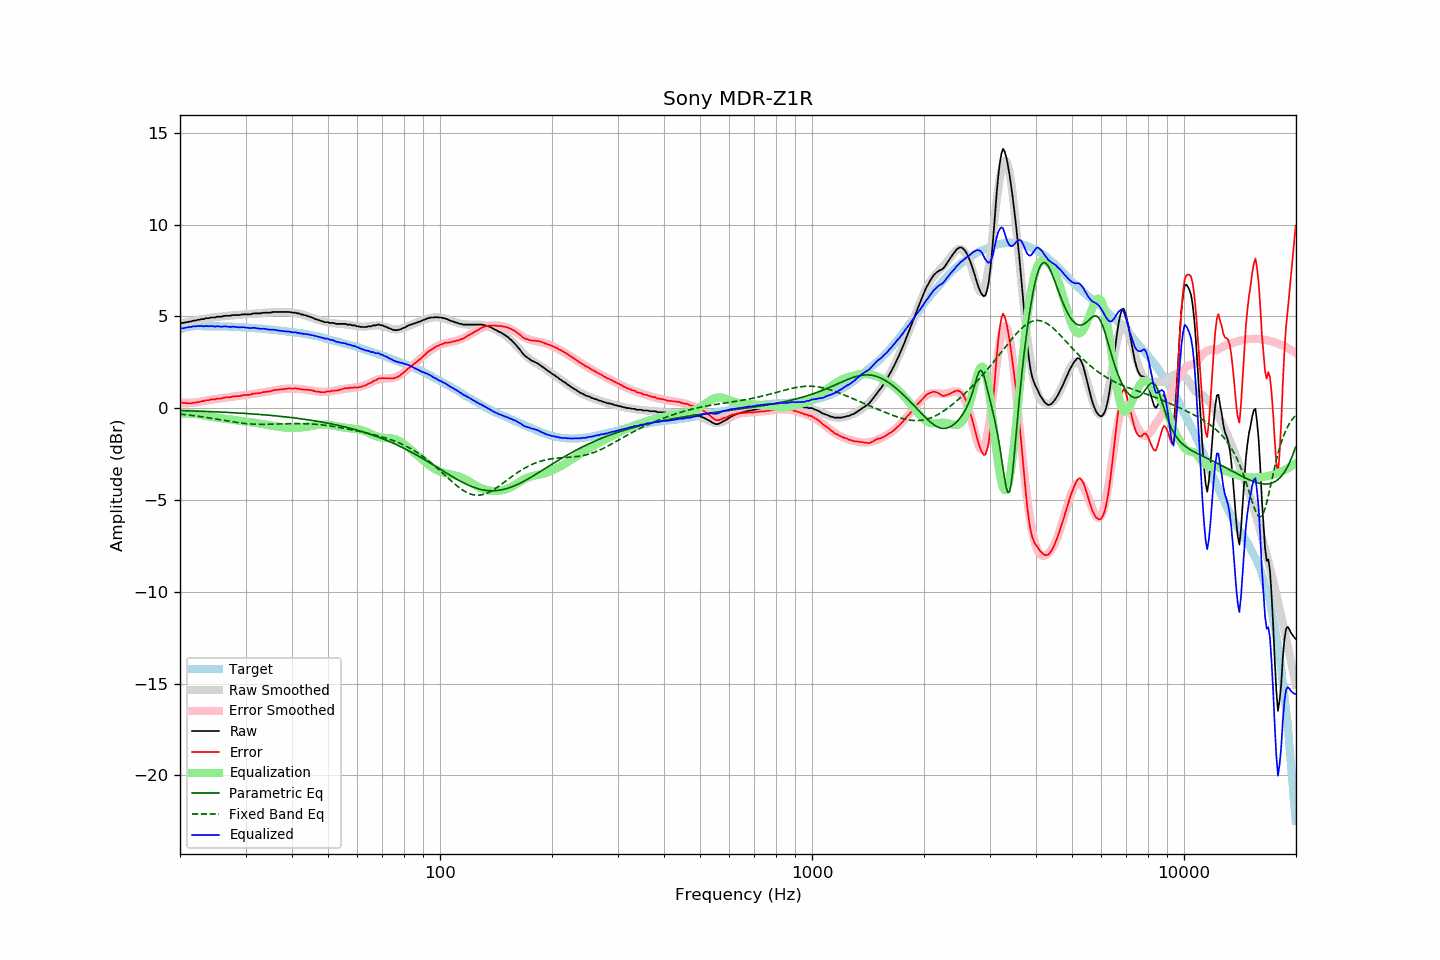 Sony MDR-Z1R
15
10
5
0
−5
−10
−15
−20
Amplitude (dBr)
Target
Raw Smoothed
Error Smoothed
Raw
Error
Equalization
Parametric Eq
Fixed Band Eq
Equalized
100
1000
10000
Frequency (Hz)